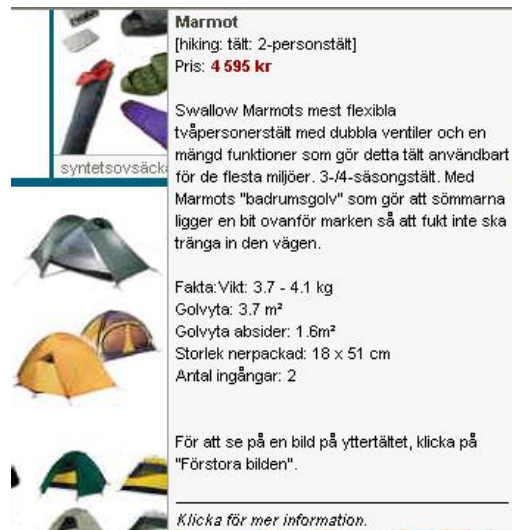 Marmot
[hiking: tält: 2-personstält]
Pris: 4 595 kr
Swallow Marmots mest flexibla
tvåpersonerstält med dubbla ventiler och en
mängd funktioner som gör detta tält användbart
för de flesta miljöer. 3-/4-säsongstält. Med
Marmots "badrumsgolv" som gör att sömmarna
ligger en bit ovanför marken så att fukt inte ska
tränga in den vägen.
Fakta:Vikt: 3.7 - 4.1 kg
Golvyta: 3.7 m²
Golvyta absider: 1.6m²
Storlek nerpackad: 18 x 51 cm
Antal ingångar: 2
För att se på en bild på yttertältet, klicka på
"Förstora bilden".
Klicka för mer information.
syntetsovsäcka